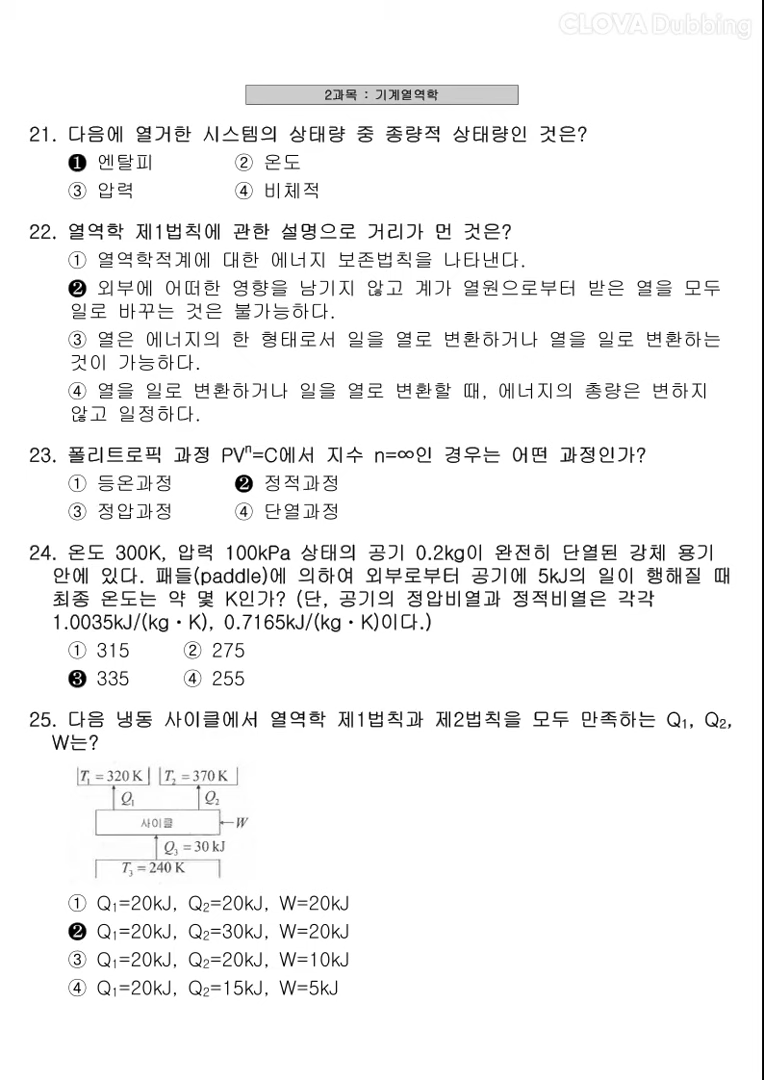 CLOVA Dubbing
2과목 : 기계열역학
21. 다음에 열거한 시스템의 상태량 중 종량적 상태량인 것은?
❶ 엔탈피 ② 온도
③ 압력 ④ 비체적
22. 열역학 제1법칙에 관한 설명으로 거리가 먼 것은?
① 열역학적계에 대한 에너지 보존법칙을 나타낸다.
❷ 외부에 어떠한 영향을 남기지 않고 계가 열원으로부터 받은 열을 모두
일로 바꾸는 것은 불가능하다.
③ 열은 에너지의 한 형태로서 일을 열로 변환하거나 열을 일로 변환하는
것이 가능하다.
④ 열을 일로 변환하거나 일을 열로 변환할 때, 에너지의 총량은 변하지
않고 일정하다.
23. 폴리트로픽 과정 PVⁿ=C에서 지수 n=∞인 경우는 어떤 과정인가?
① 등온과정 ❷ 정적과정
③ 정압과정 ④ 단열과정
24. 온도 300K, 압력 100kPa 상태의 공기 0.2kg이 완전히 단열된 강체 용기
안에 있다. 패들(paddle)에 의하여 외부로부터 공기에 5kJ의 일이 행해질 때
최종 온도는 약 몇 K인가? (단, 공기의 정압비열과 정적비열은 각각
1.0035kJ/(kg·K), 0.7165kJ/(kg·K)이다.)
① 315 ② 275
❸ 335 ④ 255
25. 다음 냉동 사이클에서 열역학 제1법칙과 제2법칙을 모두 만족하는 Q₁, Q₂,
W는?
T₁ = 320 K T₂ = 370 K
Q₁ Q₂
사이클 W
Q₃ = 30 kJ
T₃ = 240 K
① Q₁=20kJ, Q₂=20kJ, W=20kJ
❷ Q₁=20kJ, Q₂=30kJ, W=20kJ
③ Q₁=20kJ, Q₂=20kJ, W=10kJ
④ Q₁=20kJ, Q₂=15kJ, W=5kJ